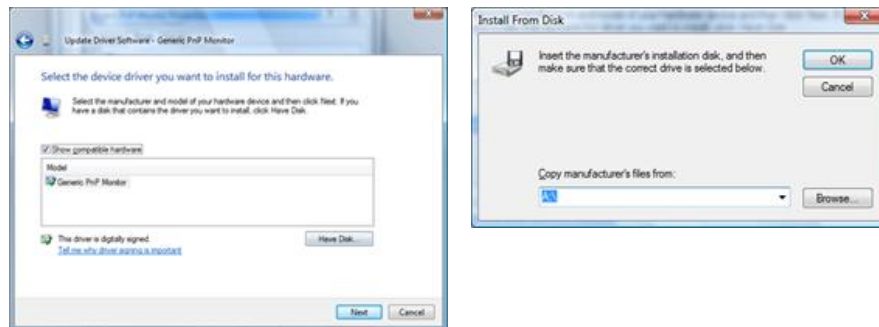 Update Driver Software - Generic PnP Monitor
Select the device driver you want to install for this hardware.
Select the manufacturer and model of your hardware device and then click Next. If you
have a disk that contains the driver you want to install, click Have Disk.
Show compatible hardware
Model
Generic PnP Monitor
This driver is digitally signed.
Have Disk...
Tell me why driver signing is important
Next
Cancel
Install From Disk
Insert the manufacturer's installation disk, and then
make sure that the correct drive is selected below.
OK
Cancel
Copy manufacturer's files from:
A:\
Browse...